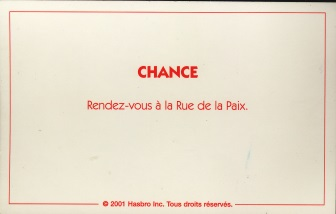 CHANCE
Rendez-vous à la Rue de la Paix.
© 2001 Hasbro Inc. Tous droits réservés.